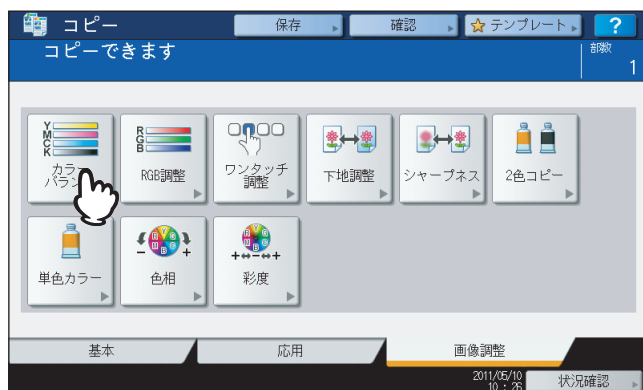 コピー
保存
確認
テンプレート
?
コピーできます
部数
1
Y
M
C
K
カラー
バラン
R
G
B
RGB調整
ワンタッチ
調整
下地調整
シャープネス
2色コピー
単色カラー
色相
彩度
基本
応用
画像調整
2011/05/10
10 : 26
状況確認